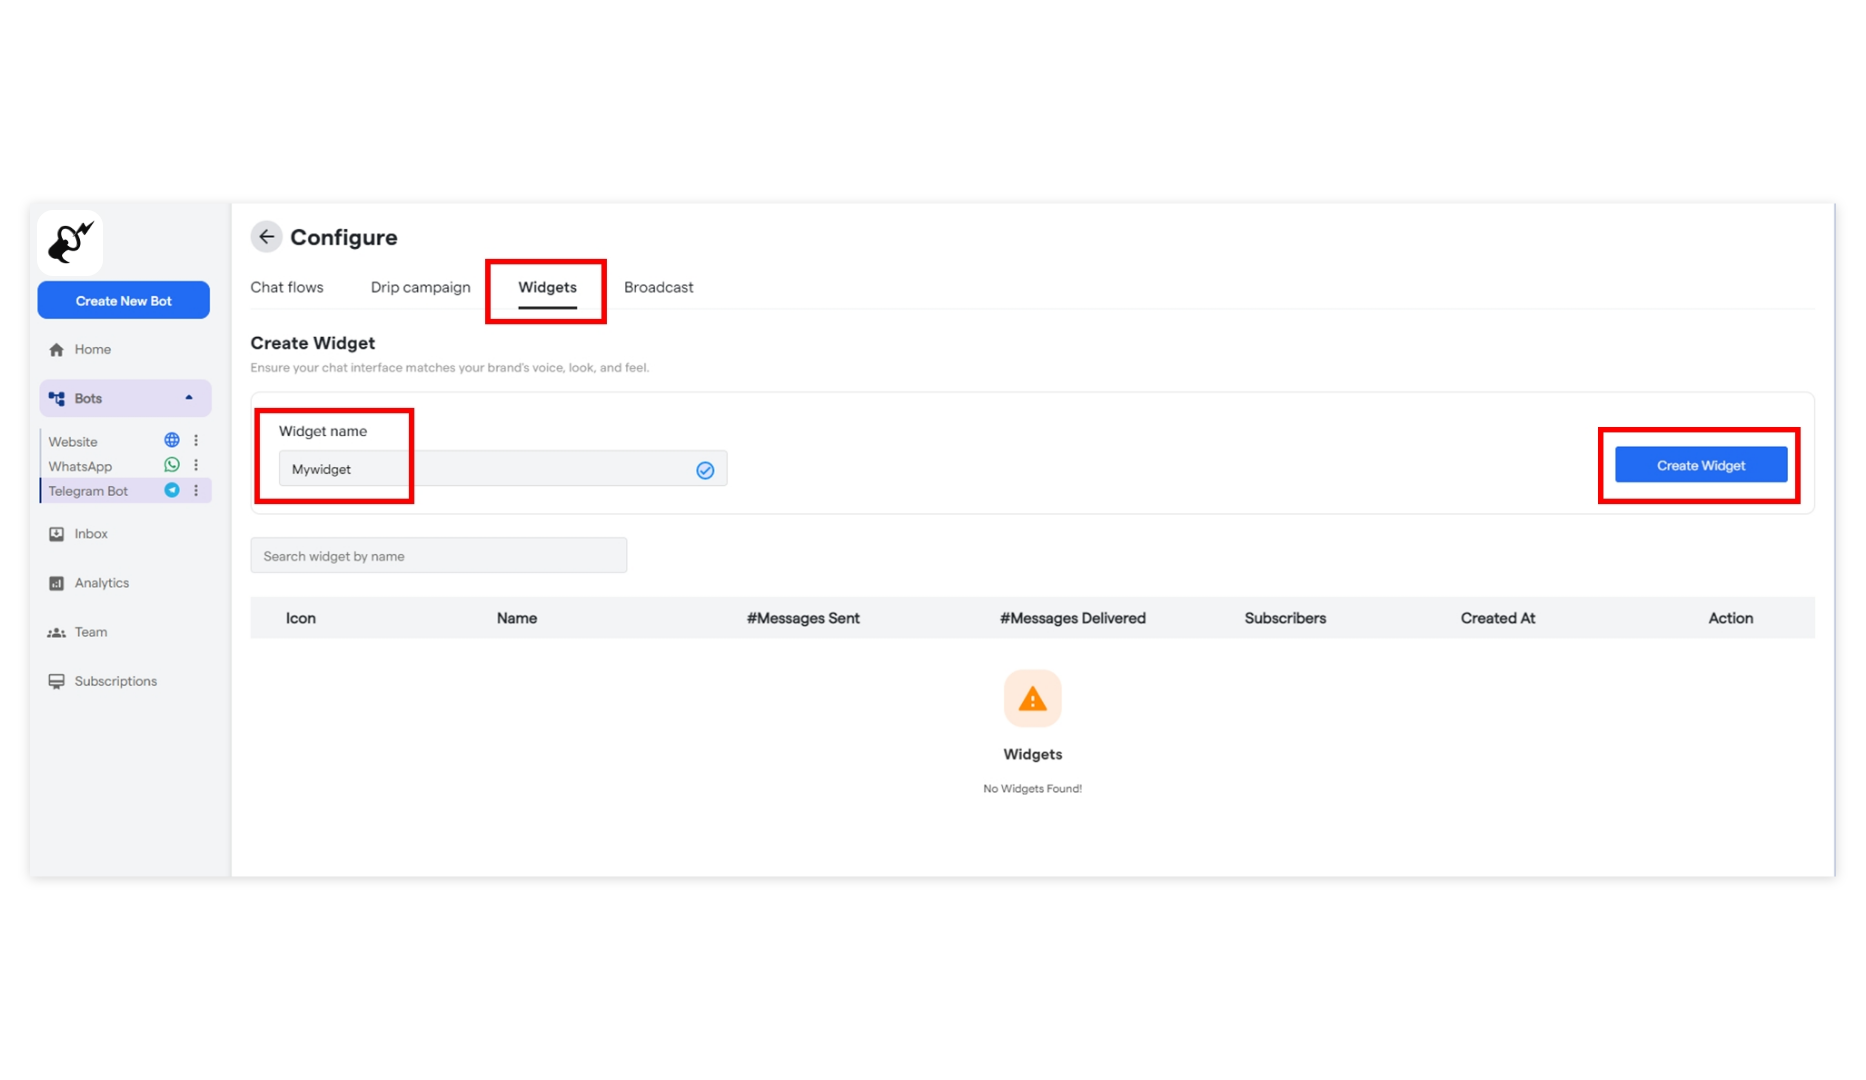 Configure
Create New Bot
Home
Bots
Website
WhatsApp
Telegram Bot
Inbox
Analytics
Team
Subscriptions
Chat flows Drip campaign Widgets Broadcast
Create Widget
Ensure your chat interface matches your brand's voice, look, and feel.
Widget name
Mywidget
Create Widget
Search widget by name
Icon Name #Messages Sent #Messages Delivered Subscribers Created At Action
Widgets
No Widgets Found!